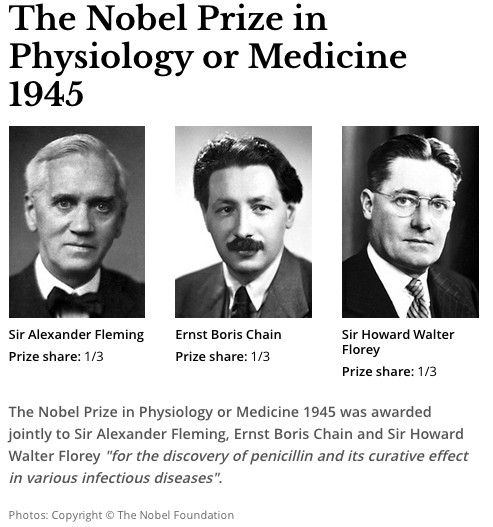 The Nobel Prize in
Physiology or Medicine
1945
Sir Alexander Fleming
Prize share: 1/3
Ernst Boris Chain
Prize share: 1/3
Sir Howard Walter
Florey
Prize share: 1/3
The Nobel Prize in Physiology or Medicine 1945 was awarded
jointly to Sir Alexander Fleming, Ernst Boris Chain and Sir Howard
Walter Florey "for the discovery of penicillin and its curative effect
in various infectious diseases".
Photos: Copyright © The Nobel Foundation